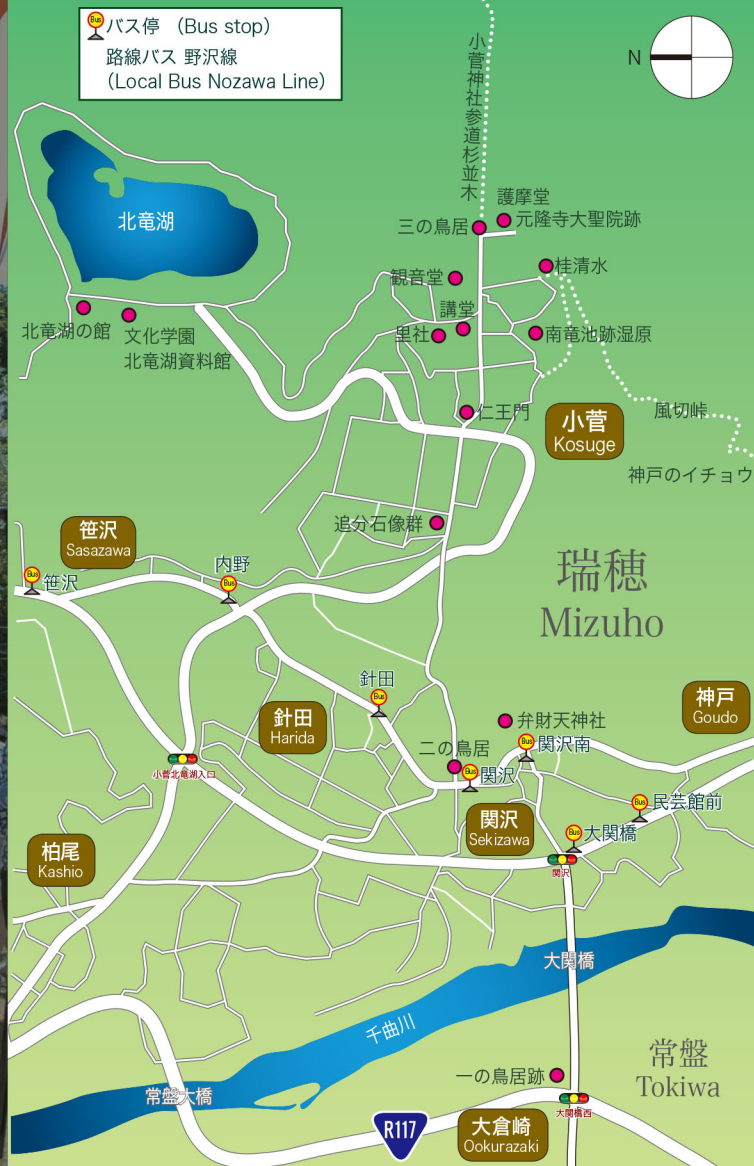 Bus バス停 (Bus stop)
路線バス 野沢線
(Local Bus Nozawa Line)
N
小菅神社参道杉並木
北竜湖
護摩堂
元隆寺大聖院跡
三の鳥居
桂清水
観音堂
講堂
里社
南竜池跡湿原
北竜湖の館
文化学園
北竜湖資料館
仁王門
小菅
Kosuge
風切峠
神戸のイチョウ
追分石像群
笹沢
Sasazawa
Bus 笹沢
内野
Bus
瑞穂
Mizuho
針田
Bus
針田
Harida
神戸
Goudo
弁財天神社
二の鳥居
Bus 関沢南
Bus 関沢
小菅北竜湖入口
関沢
Sekizawa
Bus 民芸館前
Bus 大関橋
関沢
柏尾
Kashio
大関橋
千曲川
常盤大橋
一の鳥居跡
常盤
Tokiwa
大関橋西
R117
大倉崎
Ookurazaki